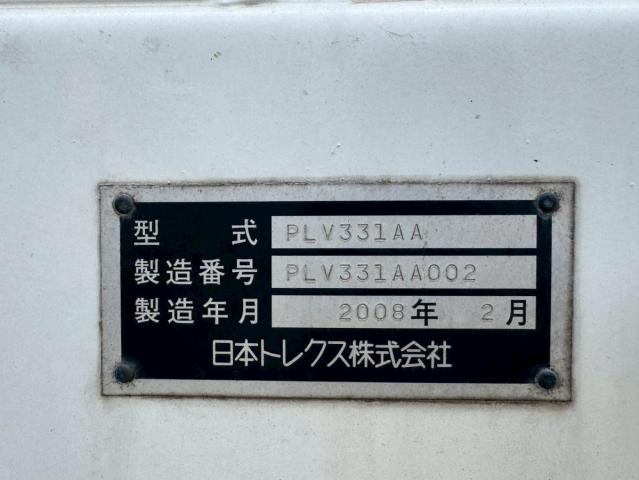 型 式 PLV331AA
製造番号 PLV331AA002
製造年月 2008年 2月
日本トレクス株式会社